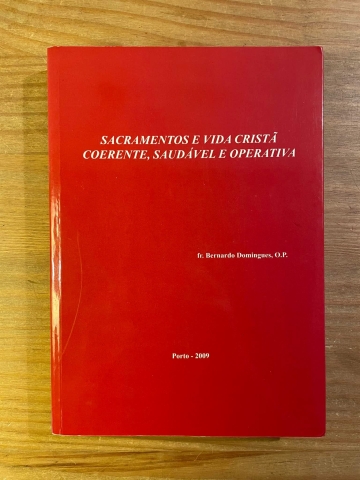 SACRAMENTOS E VIDA CRISTÃ
COERENTE, SAUDÁVEL E OPERATIVA
fr. Bernardo Domingues, O.P.
Porto - 2009